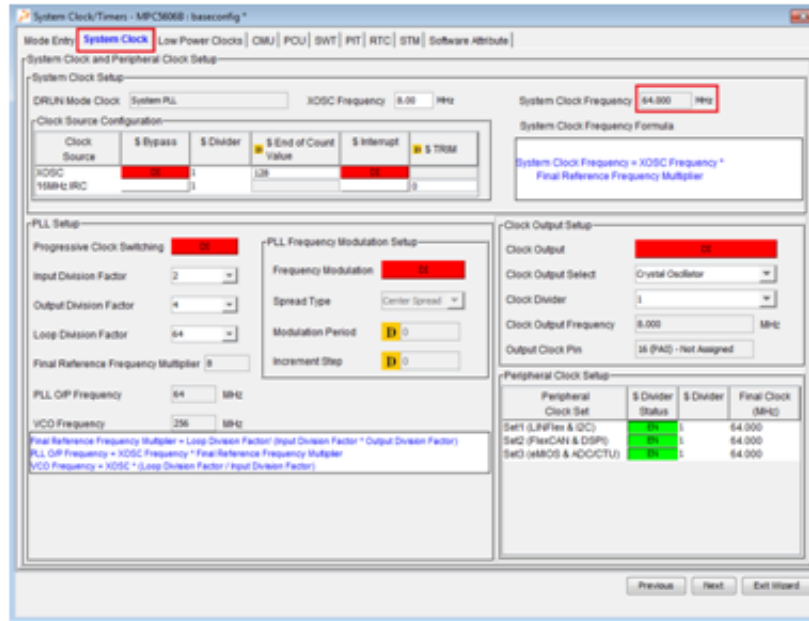 System Clock/Timers - MPC5606B : baseconfig *
Mode Entry System Clock Low Power Clocks CMU PCU SWT PIT RTC STM Software Attribute
System Clock and Peripheral Clock Setup
System Clock Setup
DRUN Mode Clock System PLL XOSC Frequency 8.00 MHz System Clock Frequency 64.000 MHz
Clock Source Configuration
System Clock Frequency Formula
Clock Source $ Bypass $ Divider $ End of Count Value $ Interrupt $ TRIM
XOSC DI 1 128 DI
16MHz IRC 1 0
System Clock Frequency = XOSC Frequency *
Final Reference Frequency Multiplier
PLL Setup
Progressive Clock Switching DI
Input Division Factor 2
Output Division Factor 4
Loop Division Factor 64
Final Reference Frequency Multiplier 8
PLL O/P Frequency 64 MHz
VCO Frequency 256 MHz
Final Reference Frequency Multiplier = Loop Division Factor/ (Input Division Factor * Output Division Factor)
PLL O/P Frequency = XOSC Frequency * Final Reference Frequency Multiplier
VCO Frequency = XOSC * (Loop Division Factor / Input Division Factor)
PLL Frequency Modulation Setup
Frequency Modulation DI
Spread Type Center Spread
Modulation Period D 0
Increment Step D 0
Clock Output Setup
Clock Output DI
Clock Output Select Crystal Oscillator
Clock Divider 1
Clock Output Frequency 8.000 MHz
Output Clock Pin 16 (PA0) - Not Assigned
Peripheral Clock Setup
Peripheral Clock Set $ Divider Status $ Divider Final Clock (MHz)
Set1 (LINFlex & I2C) EN 1 64.000
Set2 (FlexCAN & DSPI) EN 1 64.000
Set3 (eMIOS & ADC/CTU) EN 1 64.000
Previous Next Exit Wizard